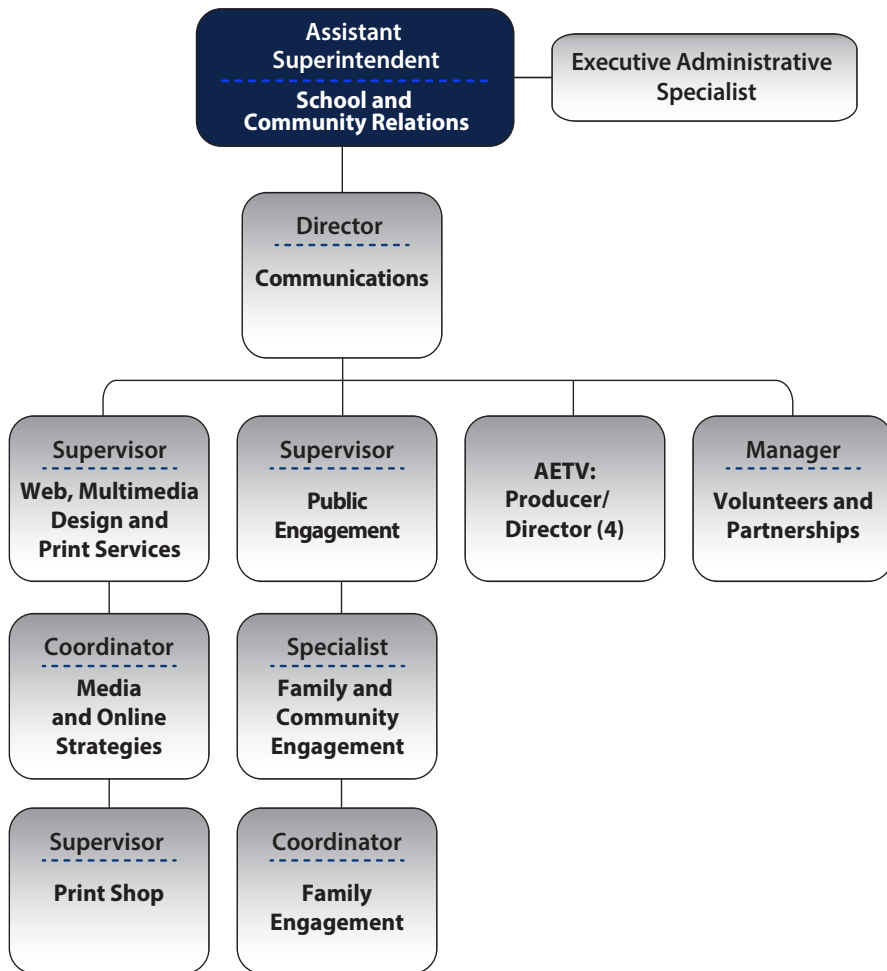 Assistant
Superintendent
School and
Community Relations
Executive Administrative
Specialist
Director
Communications
Supervisor
Web, Multimedia
Design and
Print Services
Supervisor
Public
Engagement
AETV:
Producer/
Director (4)
Manager
Volunteers and
Partnerships
Coordinator
Media
and Online
Strategies
Specialist
Family and
Community
Engagement
Supervisor
Print Shop
Coordinator
Family
Engagement